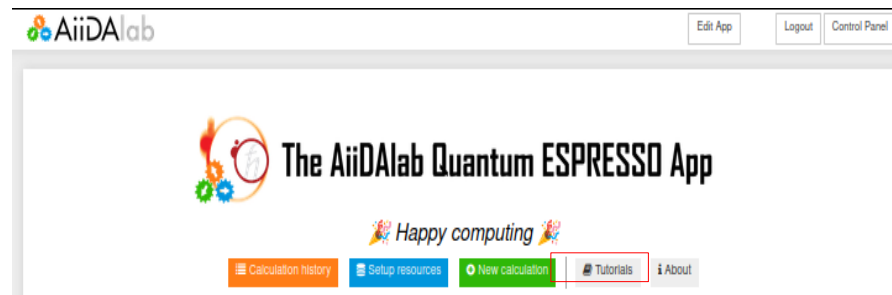 AiiDAlab
Edit App Logout Control Panel
The AiiDAlab Quantum ESPRESSO App
🎉 Happy computing 🎉
Calculation history Setup resources New calculation Tutorials About